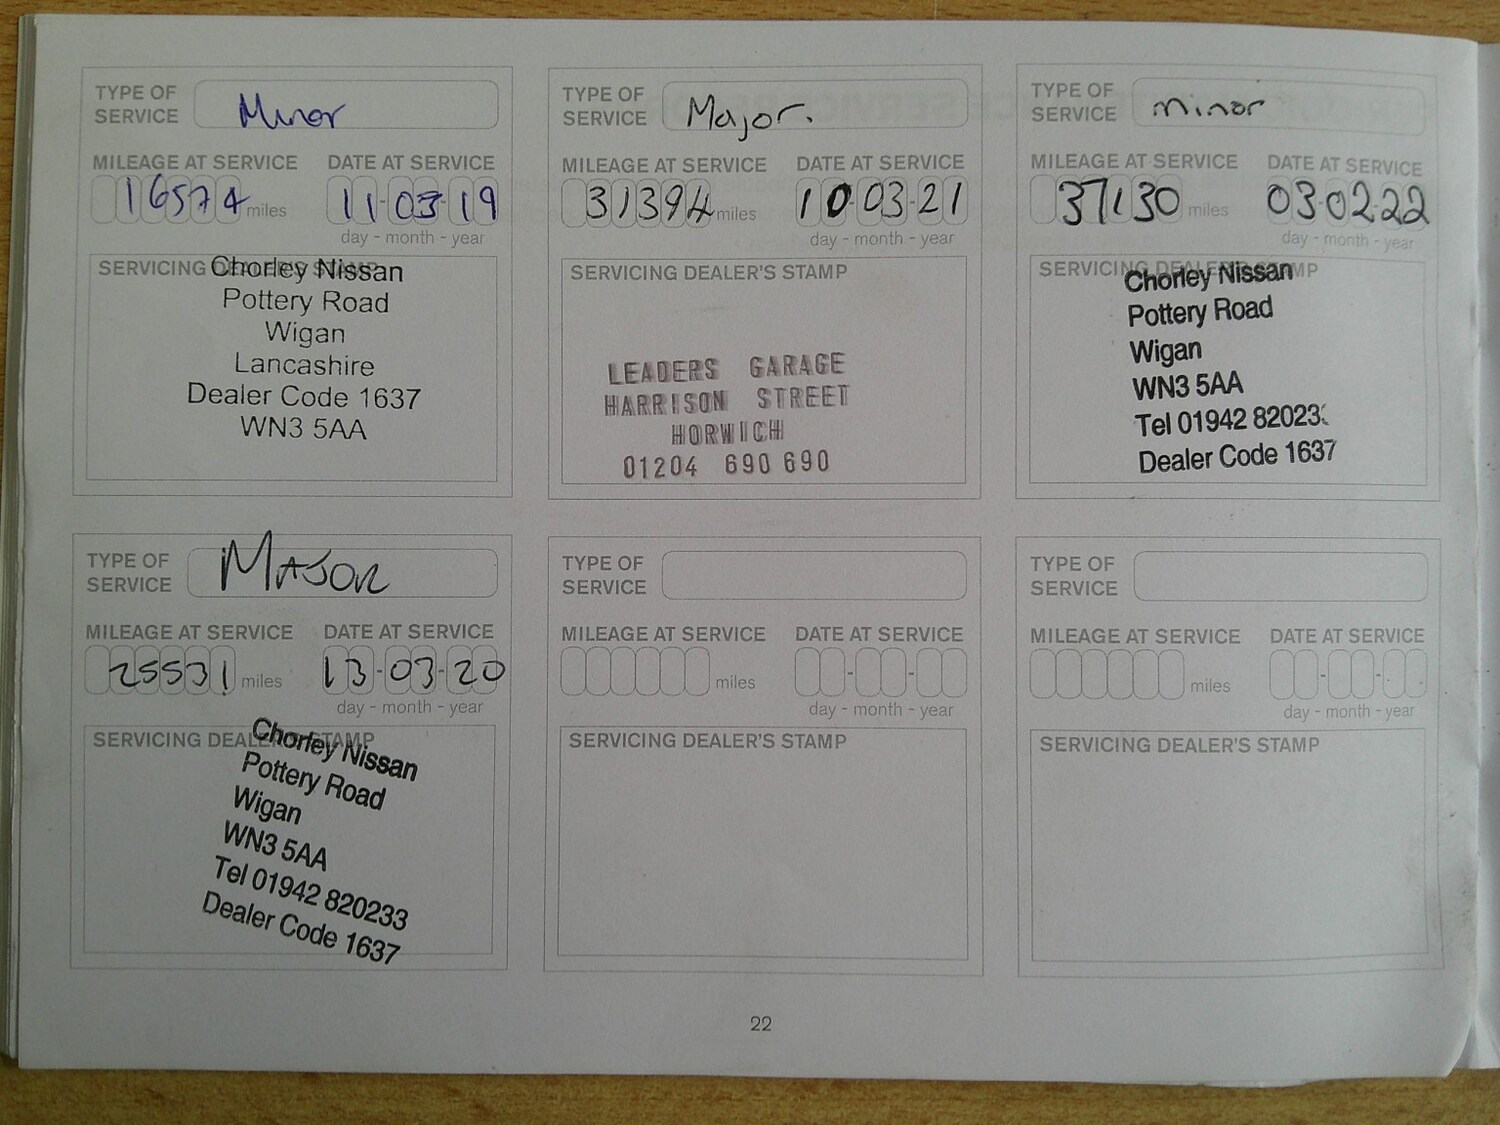 TYPE OF
SERVICE
Minor
MILEAGE AT SERVICE
DATE AT SERVICE
16574 miles
11-03-19
day - month - year
SERVICING DEALER'S STAMP
Chorley Nissan
Pottery Road
Wigan
Lancashire
Dealer Code 1637
WN3 5AA
TYPE OF
SERVICE
Major.
MILEAGE AT SERVICE
DATE AT SERVICE
31394 miles
10-03-21
day - month - year
SERVICING DEALER'S STAMP
LEADERS GARAGE
HARRISON STREET
HORWICH
01204 690 690
TYPE OF
SERVICE
minor
MILEAGE AT SERVICE
DATE AT SERVICE
37130 miles
03-02-22
day - month - year
SERVICING DEALER'S STAMP
Chorley Nissan
Pottery Road
Wigan
WN3 5AA
Tel 01942 820233
Dealer Code 1637
TYPE OF
SERVICE
MAJOR
MILEAGE AT SERVICE
DATE AT SERVICE
25531 miles
13-03-20
day - month - year
SERVICING DEALER'S STAMP
Chorley Nissan
Pottery Road
Wigan
WN3 5AA
Tel 01942 820233
Dealer Code 1637
TYPE OF
SERVICE
MILEAGE AT SERVICE
DATE AT SERVICE
miles
day - month - year
SERVICING DEALER'S STAMP
TYPE OF
SERVICE
MILEAGE AT SERVICE
DATE AT SERVICE
miles
day - month - year
SERVICING DEALER'S STAMP
22